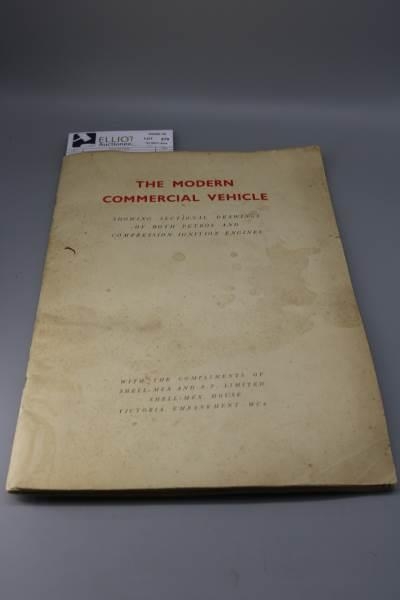 ELLIOT
Auctionee
THE MODERN
COMMERCIAL VEHICLE
SHOWING SECTIONAL DRAWINGS
OF BOTH PETROL AND
COMPRESSION IGNITION ENGINES
WITH THE COMPLIMENTS OF
SHELL-MEX AND B.P. LIMITED
SHELL-MEX HOUSE
VICTORIA EMBANKMENT WC2